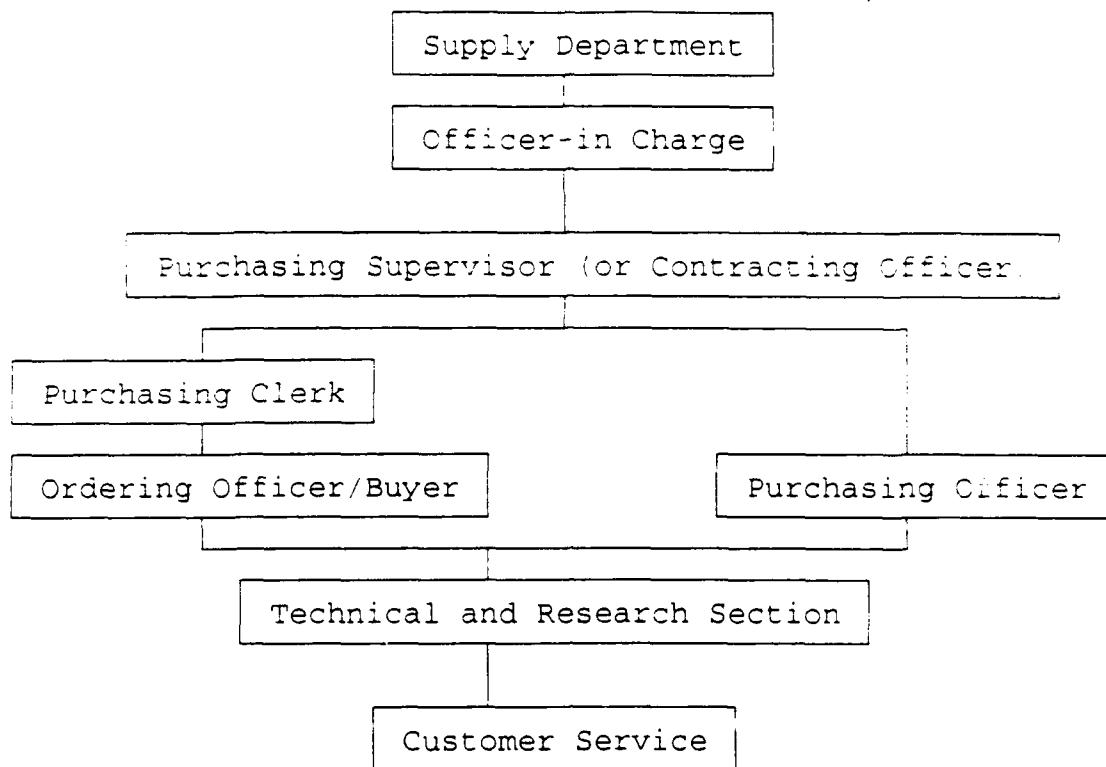 Supply Department
Officer-in Charge
Purchasing Supervisor (or Contracting Officer
Purchasing Clerk
Ordering Officer/Buyer
Purchasing Officer
Technical and Research Section
Customer Service